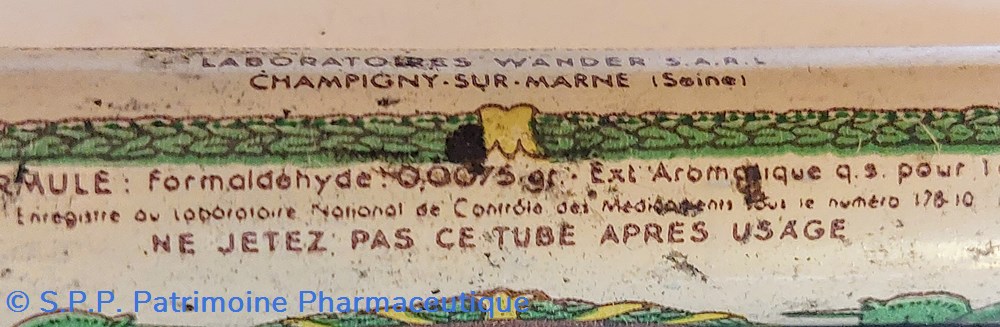 LABORATOIRES WANDER S.A.R.L
CHAMPIGNY-SUR-MARNE (Seine)
RMULE : Formaldéhyde : 0,0075 gr. Ext Aromatique q.s. pour 1
Enregistré au Laboratoire National de Contrôle des Médicaments sous le numéro 178-10
NE JETEZ PAS CE TUBE APRES USAGE
© S.P.P. Patrimoine Pharmaceutique